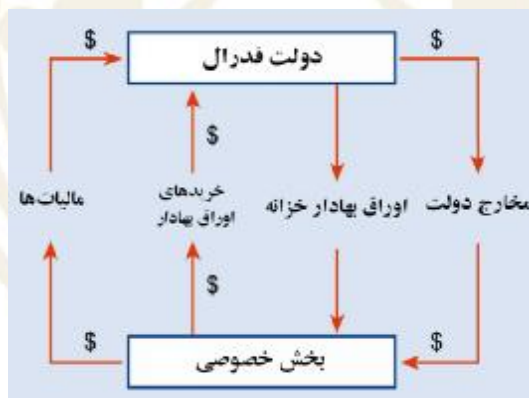 $
دولت فدرال
$
$
مالیات‌ها
خریدهای
اوراق بهادار
اوراق بهادار خزانه
مخارج دولت
$
$
بخش خصوصی
$